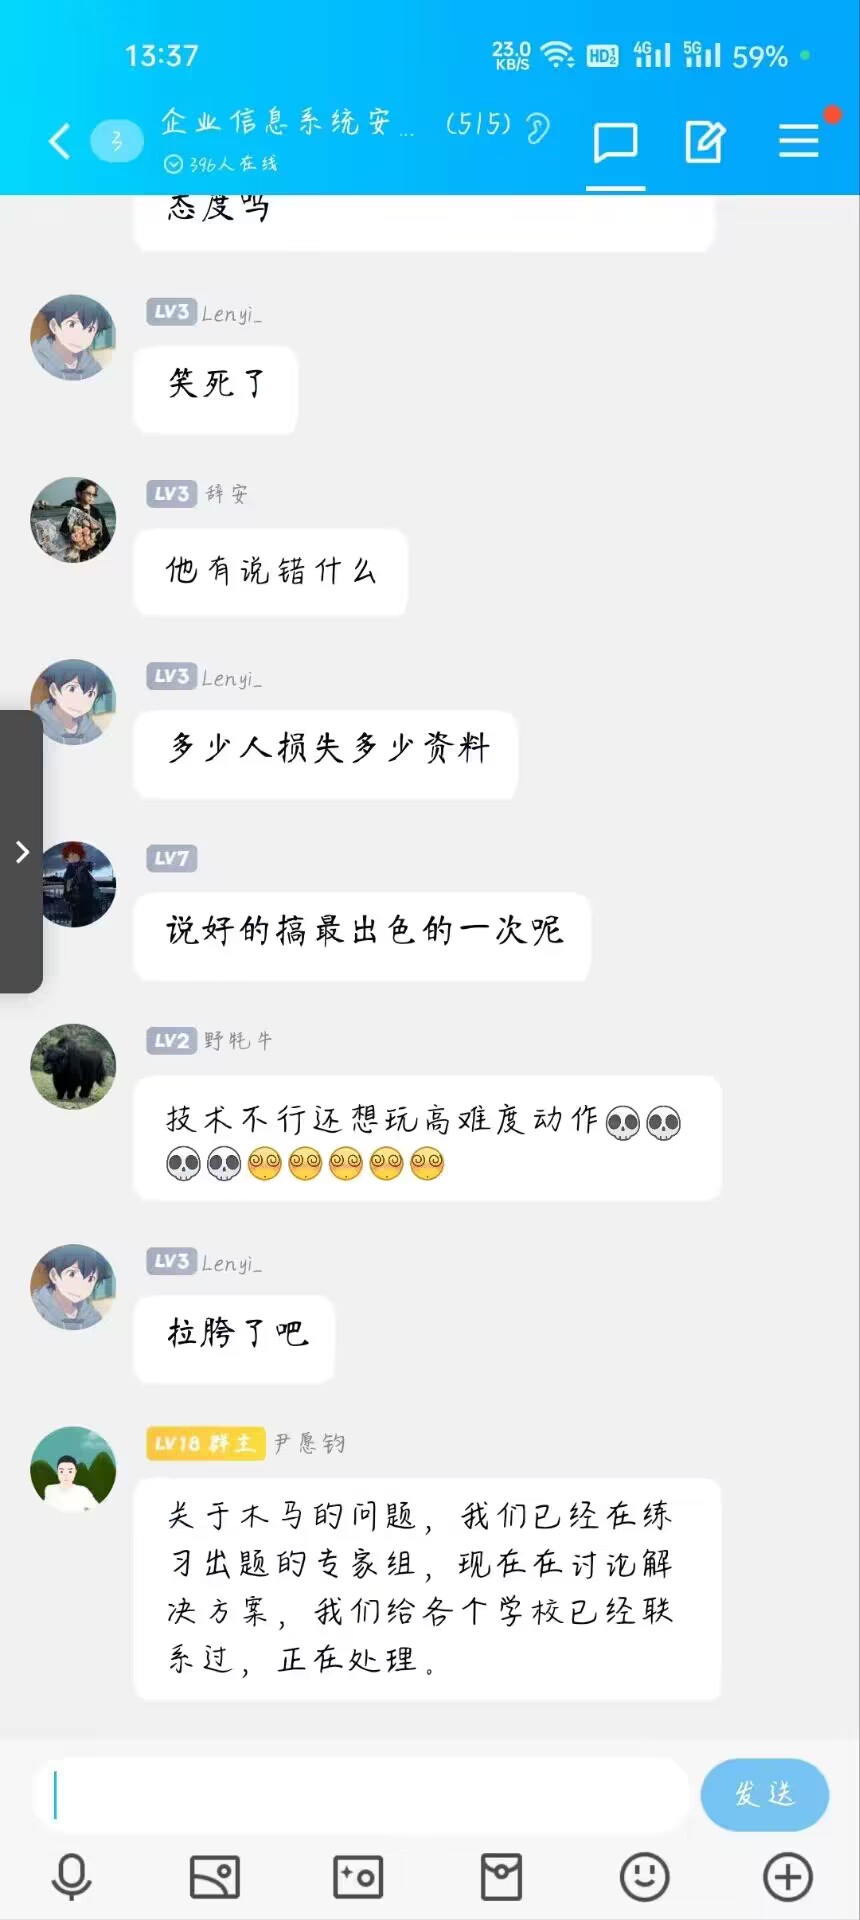 13:37
23.0 KB/S HD 1 2 4G 5G 59%
3
企业信息系统安... (515)
396人在线
态度吗
LV3 Lenyi_
笑死了
LV3 辞安
他有说错什么
LV3 Lenyi_
多少人损失多少资料
LV7
说好的搞最出色的一次呢
LV2 野牦牛
技术不行还想玩高难度动作
LV3 Lenyi_
拉胯了吧
LV18 群主 尹愿钧
关于木马的问题，我们已经在练
习出题的专家组，现在在讨论解
决方案，我们给各个学校已经联
系过，正在处理。
发送